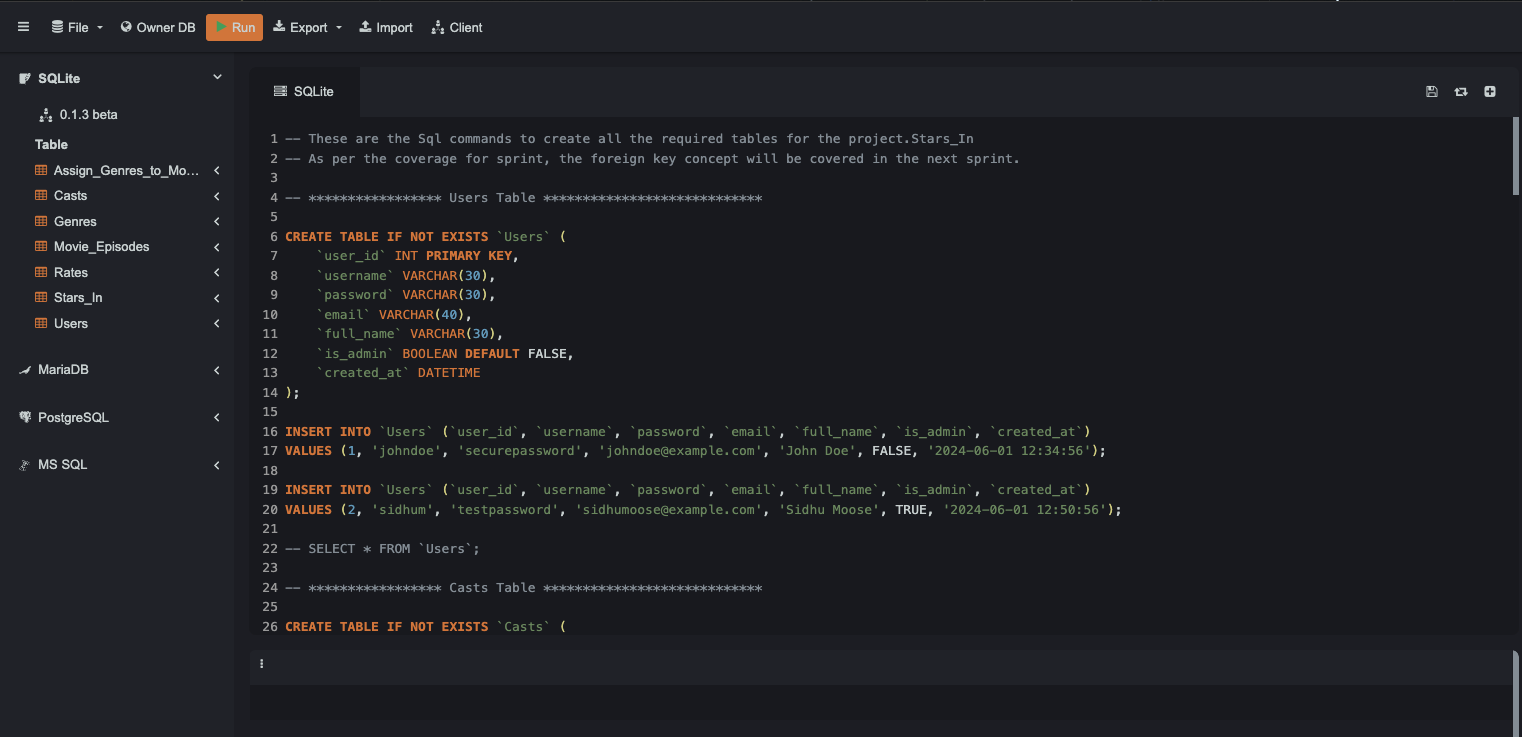 File
Owner DB
Run
Export
Import
Client
SQLite
0.1.3 beta
Table
Assign_Genres_to_Mo...
Casts
Genres
Movie_Episodes
Rates
Stars_In
Users
MariaDB
PostgreSQL
MS SQL
SQLite
1 -- These are the Sql commands to create all the required tables for the project.Stars_In
2 -- As per the coverage for sprint, the foreign key concept will be covered in the next sprint.
3
4 -- ***************** Users Table ****************************
5
6 CREATE TABLE IF NOT EXISTS `Users` (
7     `user_id` INT PRIMARY KEY,
8     `username` VARCHAR(30),
9     `password` VARCHAR(30),
10     `email` VARCHAR(40),
11     `full_name` VARCHAR(30),
12     `is_admin` BOOLEAN DEFAULT FALSE,
13     `created_at` DATETIME
14 );
15
16 INSERT INTO `Users` (`user_id`, `username`, `password`, `email`, `full_name`, `is_admin`, `created_at`)
17 VALUES (1, 'johndoe', 'securepassword', 'johndoe@example.com', 'John Doe', FALSE, '2024-06-01 12:34:56');
18
19 INSERT INTO `Users` (`user_id`, `username`, `password`, `email`, `full_name`, `is_admin`, `created_at`)
20 VALUES (2, 'sidhum', 'testpassword', 'sidhumoose@example.com', 'Sidhu Moose', TRUE, '2024-06-01 12:50:56');
21
22 -- SELECT * FROM `Users`;
23
24 -- ***************** Casts Table ****************************
25
26 CREATE TABLE IF NOT EXISTS `Casts` (